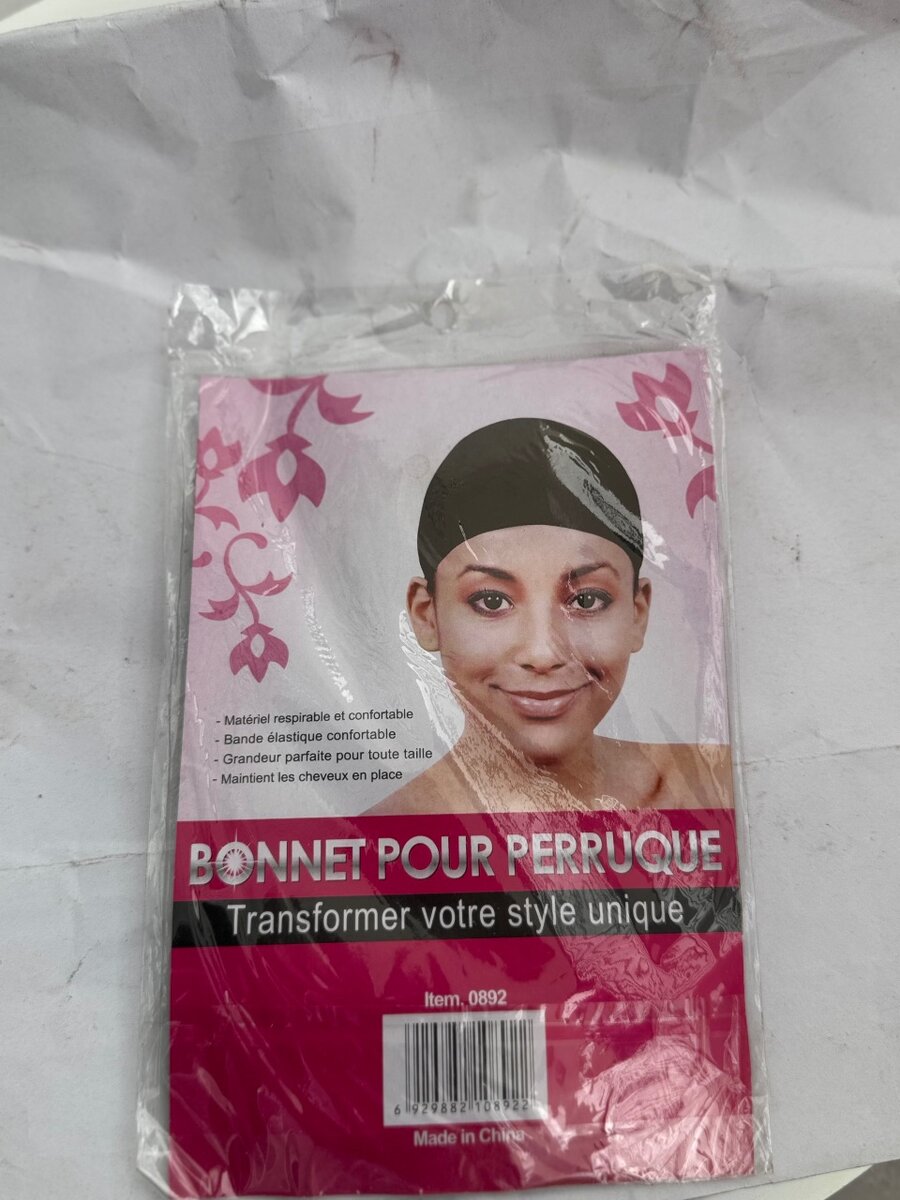 - Matériel respirable et confortable
- Bande élastique confortable
- Grandeur parfaite pour toute taille
- Maintient les cheveux en place
BONNET POUR PERRUQUE
Transformer votre style unique
Item. 0892
6 929882 108922
Made in China